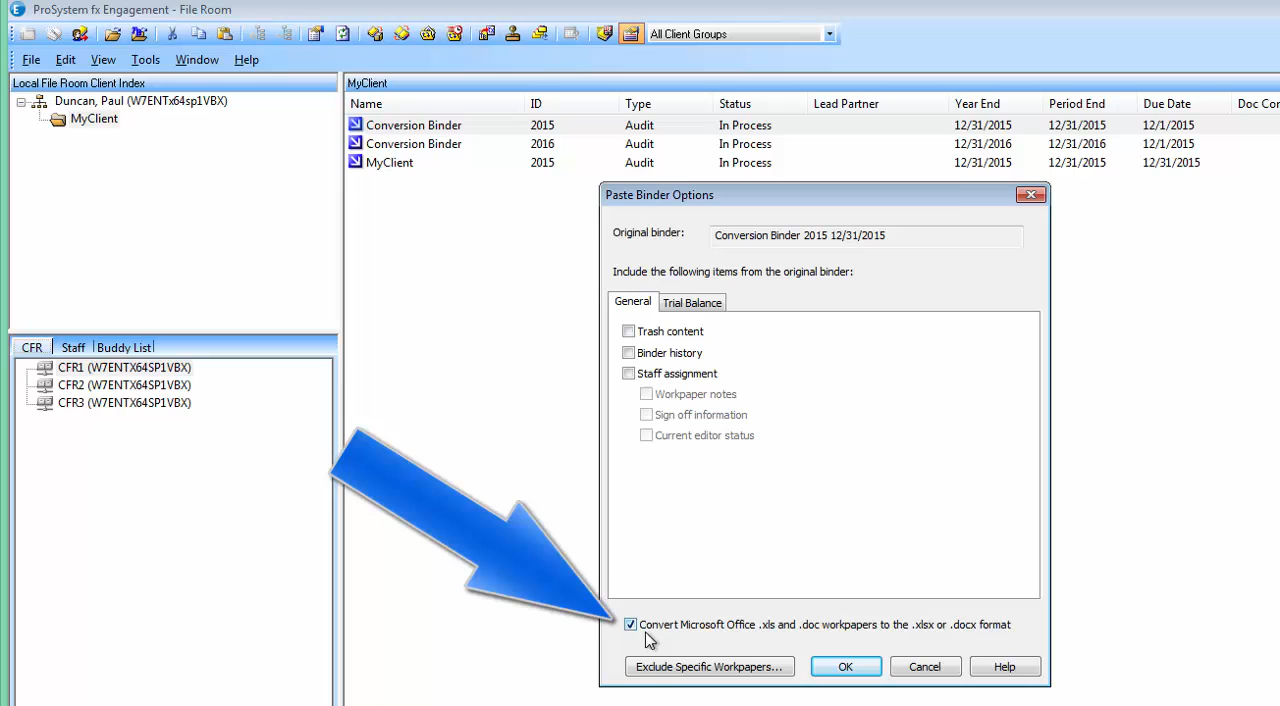 ProSystem fx Engagement - File Room
All Client Groups
File Edit View Tools Window Help
Local File Room Client Index
Duncan, Paul (W7ENTx64sp1VBX)
MyClient
MyClient
Name ID Type Status Lead Partner Year End Period End Due Date Doc Con
Conversion Binder 2015 Audit In Process 12/31/2015 12/31/2015 12/1/2015
Conversion Binder 2016 Audit In Process 12/31/2016 12/31/2016 12/1/2015
MyClient 2015 Audit In Process 12/31/2015 12/31/2015 12/31/2015
CFR Staff Buddy List
CFR1 (W7ENTX64SP1VBX)
CFR2 (W7ENTX64SP1VBX)
CFR3 (W7ENTX64SP1VBX)
Paste Binder Options
Original binder: Conversion Binder 2015 12/31/2015
Include the following items from the original binder:
General Trial Balance
Trash content
Binder history
Staff assignment
Workpaper notes
Sign off information
Current editor status
Convert Microsoft Office .xls and .doc workpapers to the .xlsx or .docx format
Exclude Specific Workpapers... OK Cancel Help